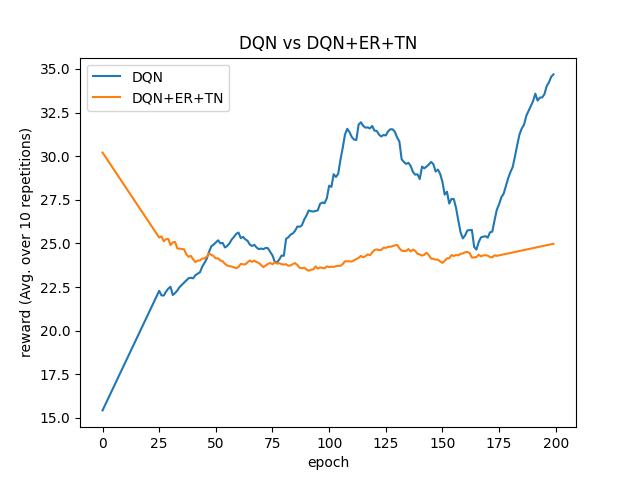 DQN vs DQN+ER+TN
DQN
DQN+ER+TN
reward (Avg. over 10 repetitions)
35.0
32.5
30.0
27.5
25.0
22.5
20.0
17.5
15.0
0 25 50 75 100 125 150 175 200
epoch